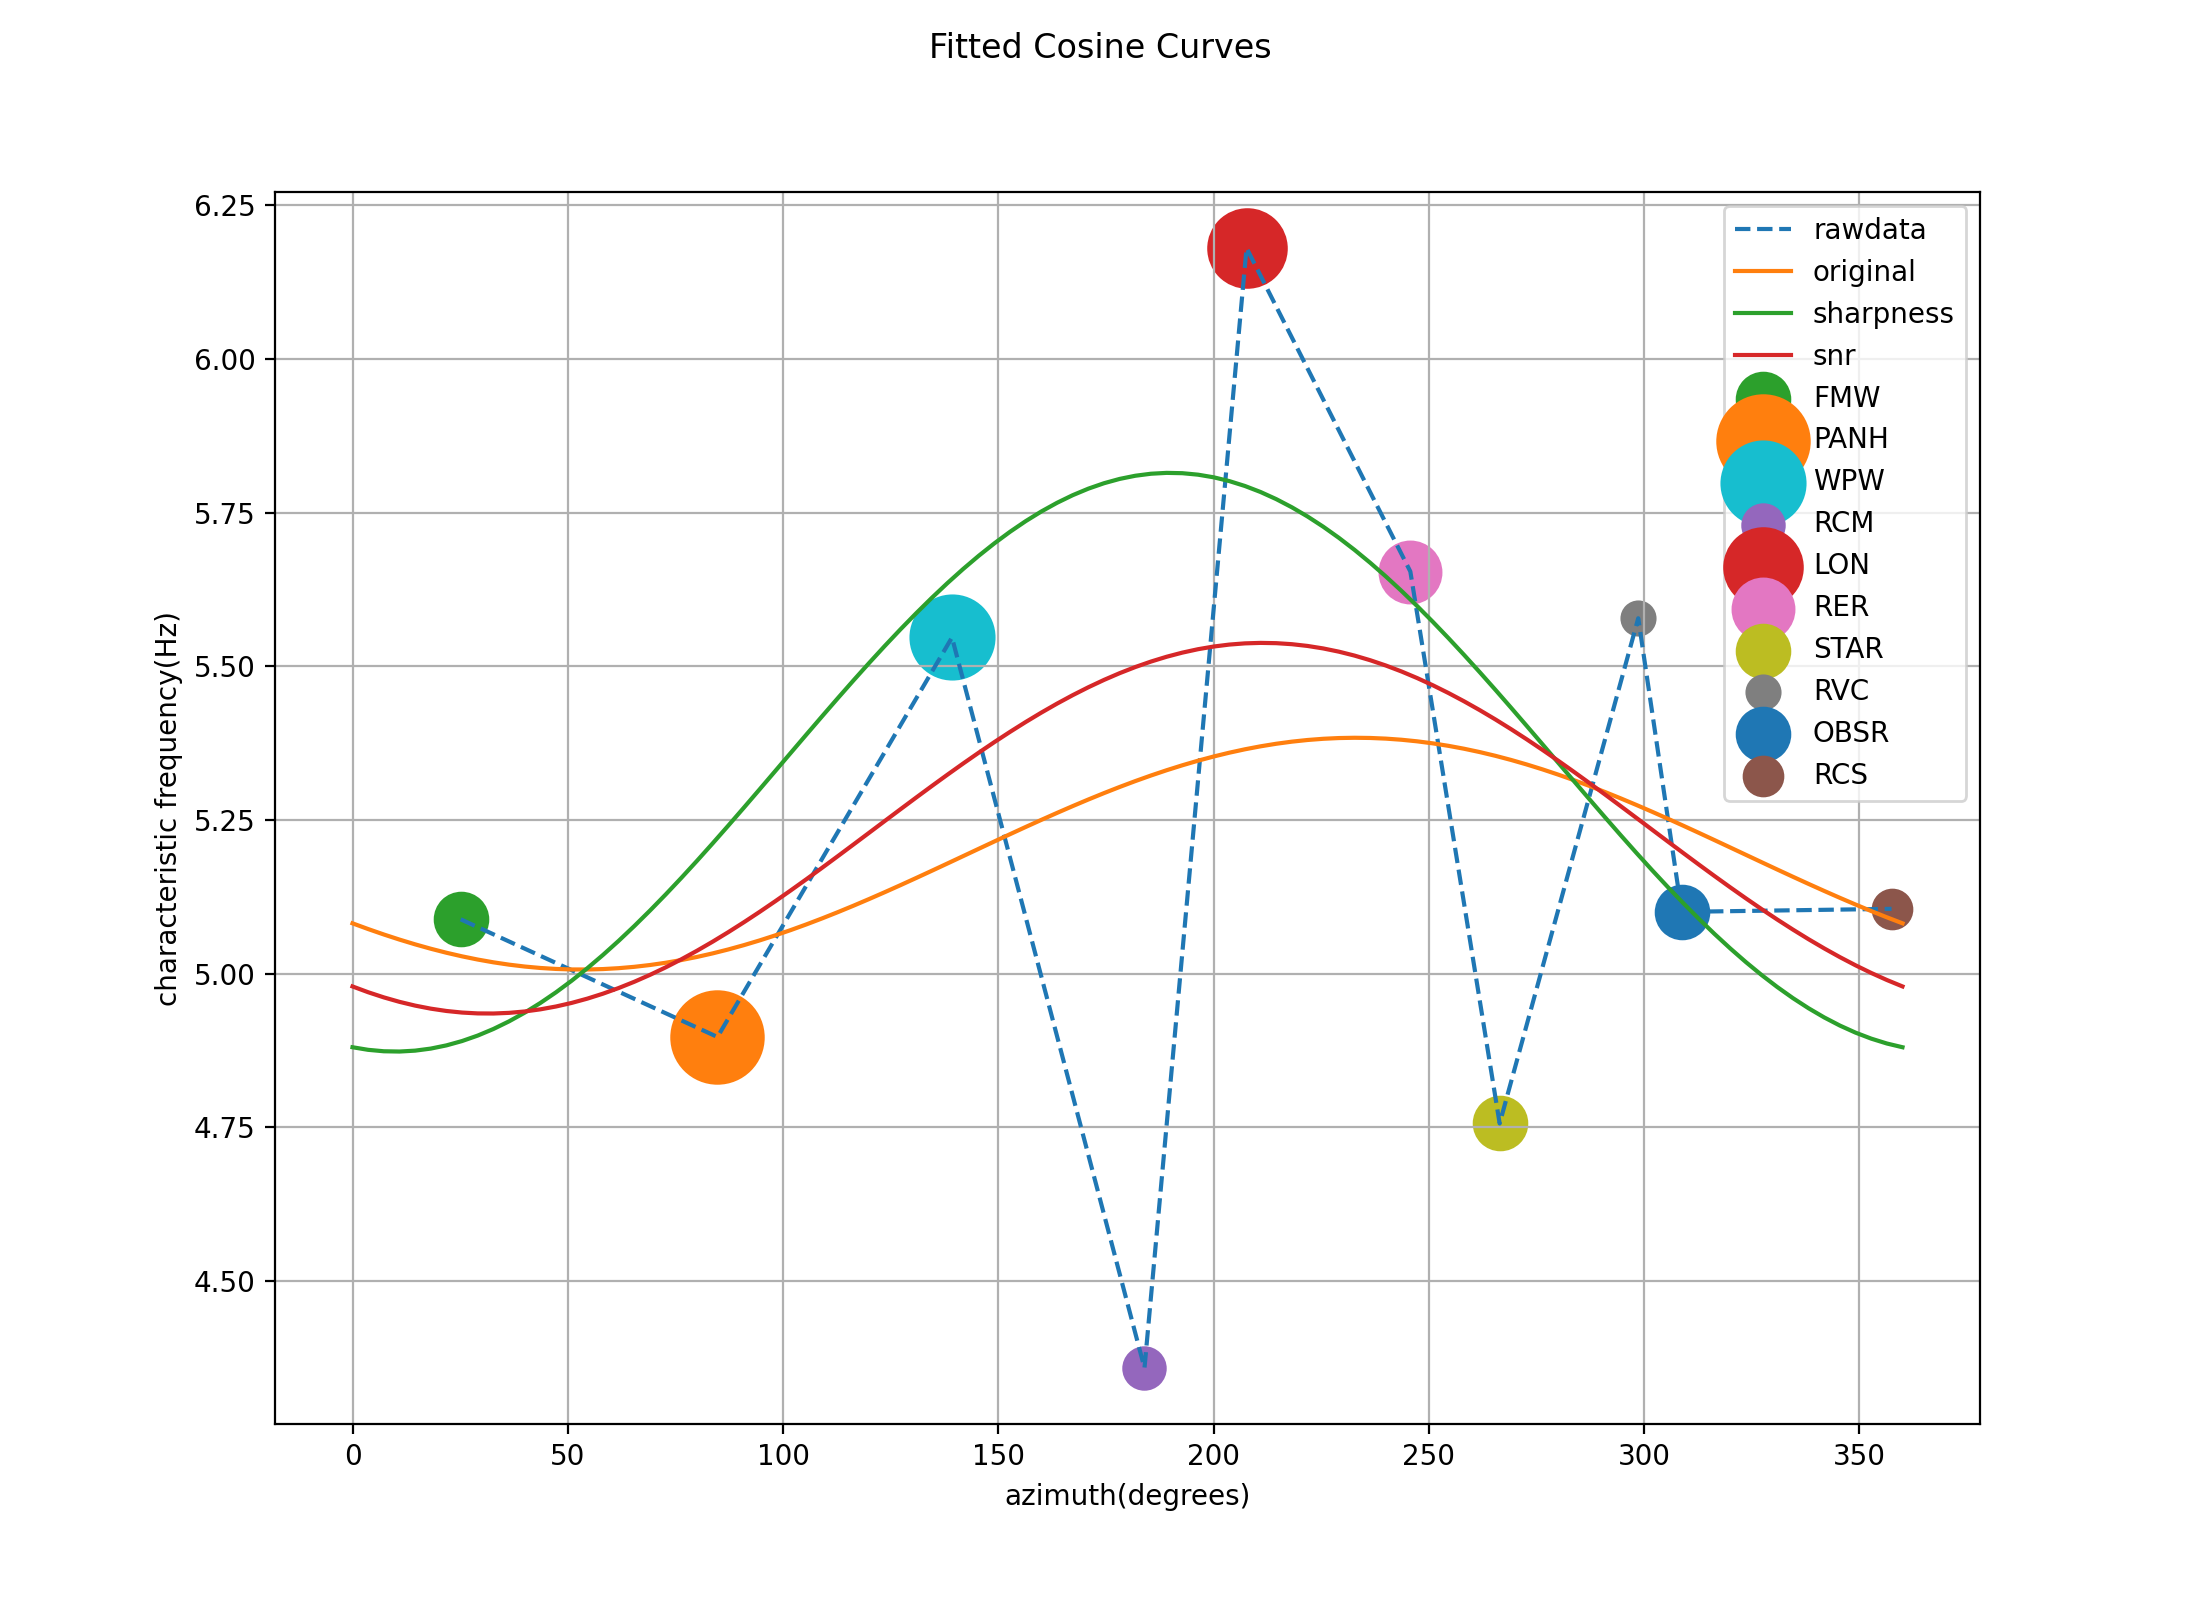 Fitted Cosine Curves
6.25
6.00
5.75
5.50
5.25
5.00
4.75
4.50
characteristic frequency(Hz)
rawdata
original
sharpness
snr
FMW
PANH
WPW
RCM
LON
RER
STAR
RVC
OBSR
RCS
0 50 100 150 200 250 300 350
azimuth(degrees)